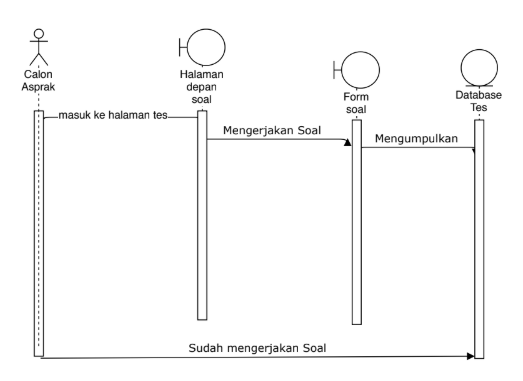 Calon
Asprak
Halaman
depan
soal
Form
soal
Database
Tes
masuk ke halaman tes
Mengerjakan Soal
Mengumpulkan
Sudah mengerjakan Soal